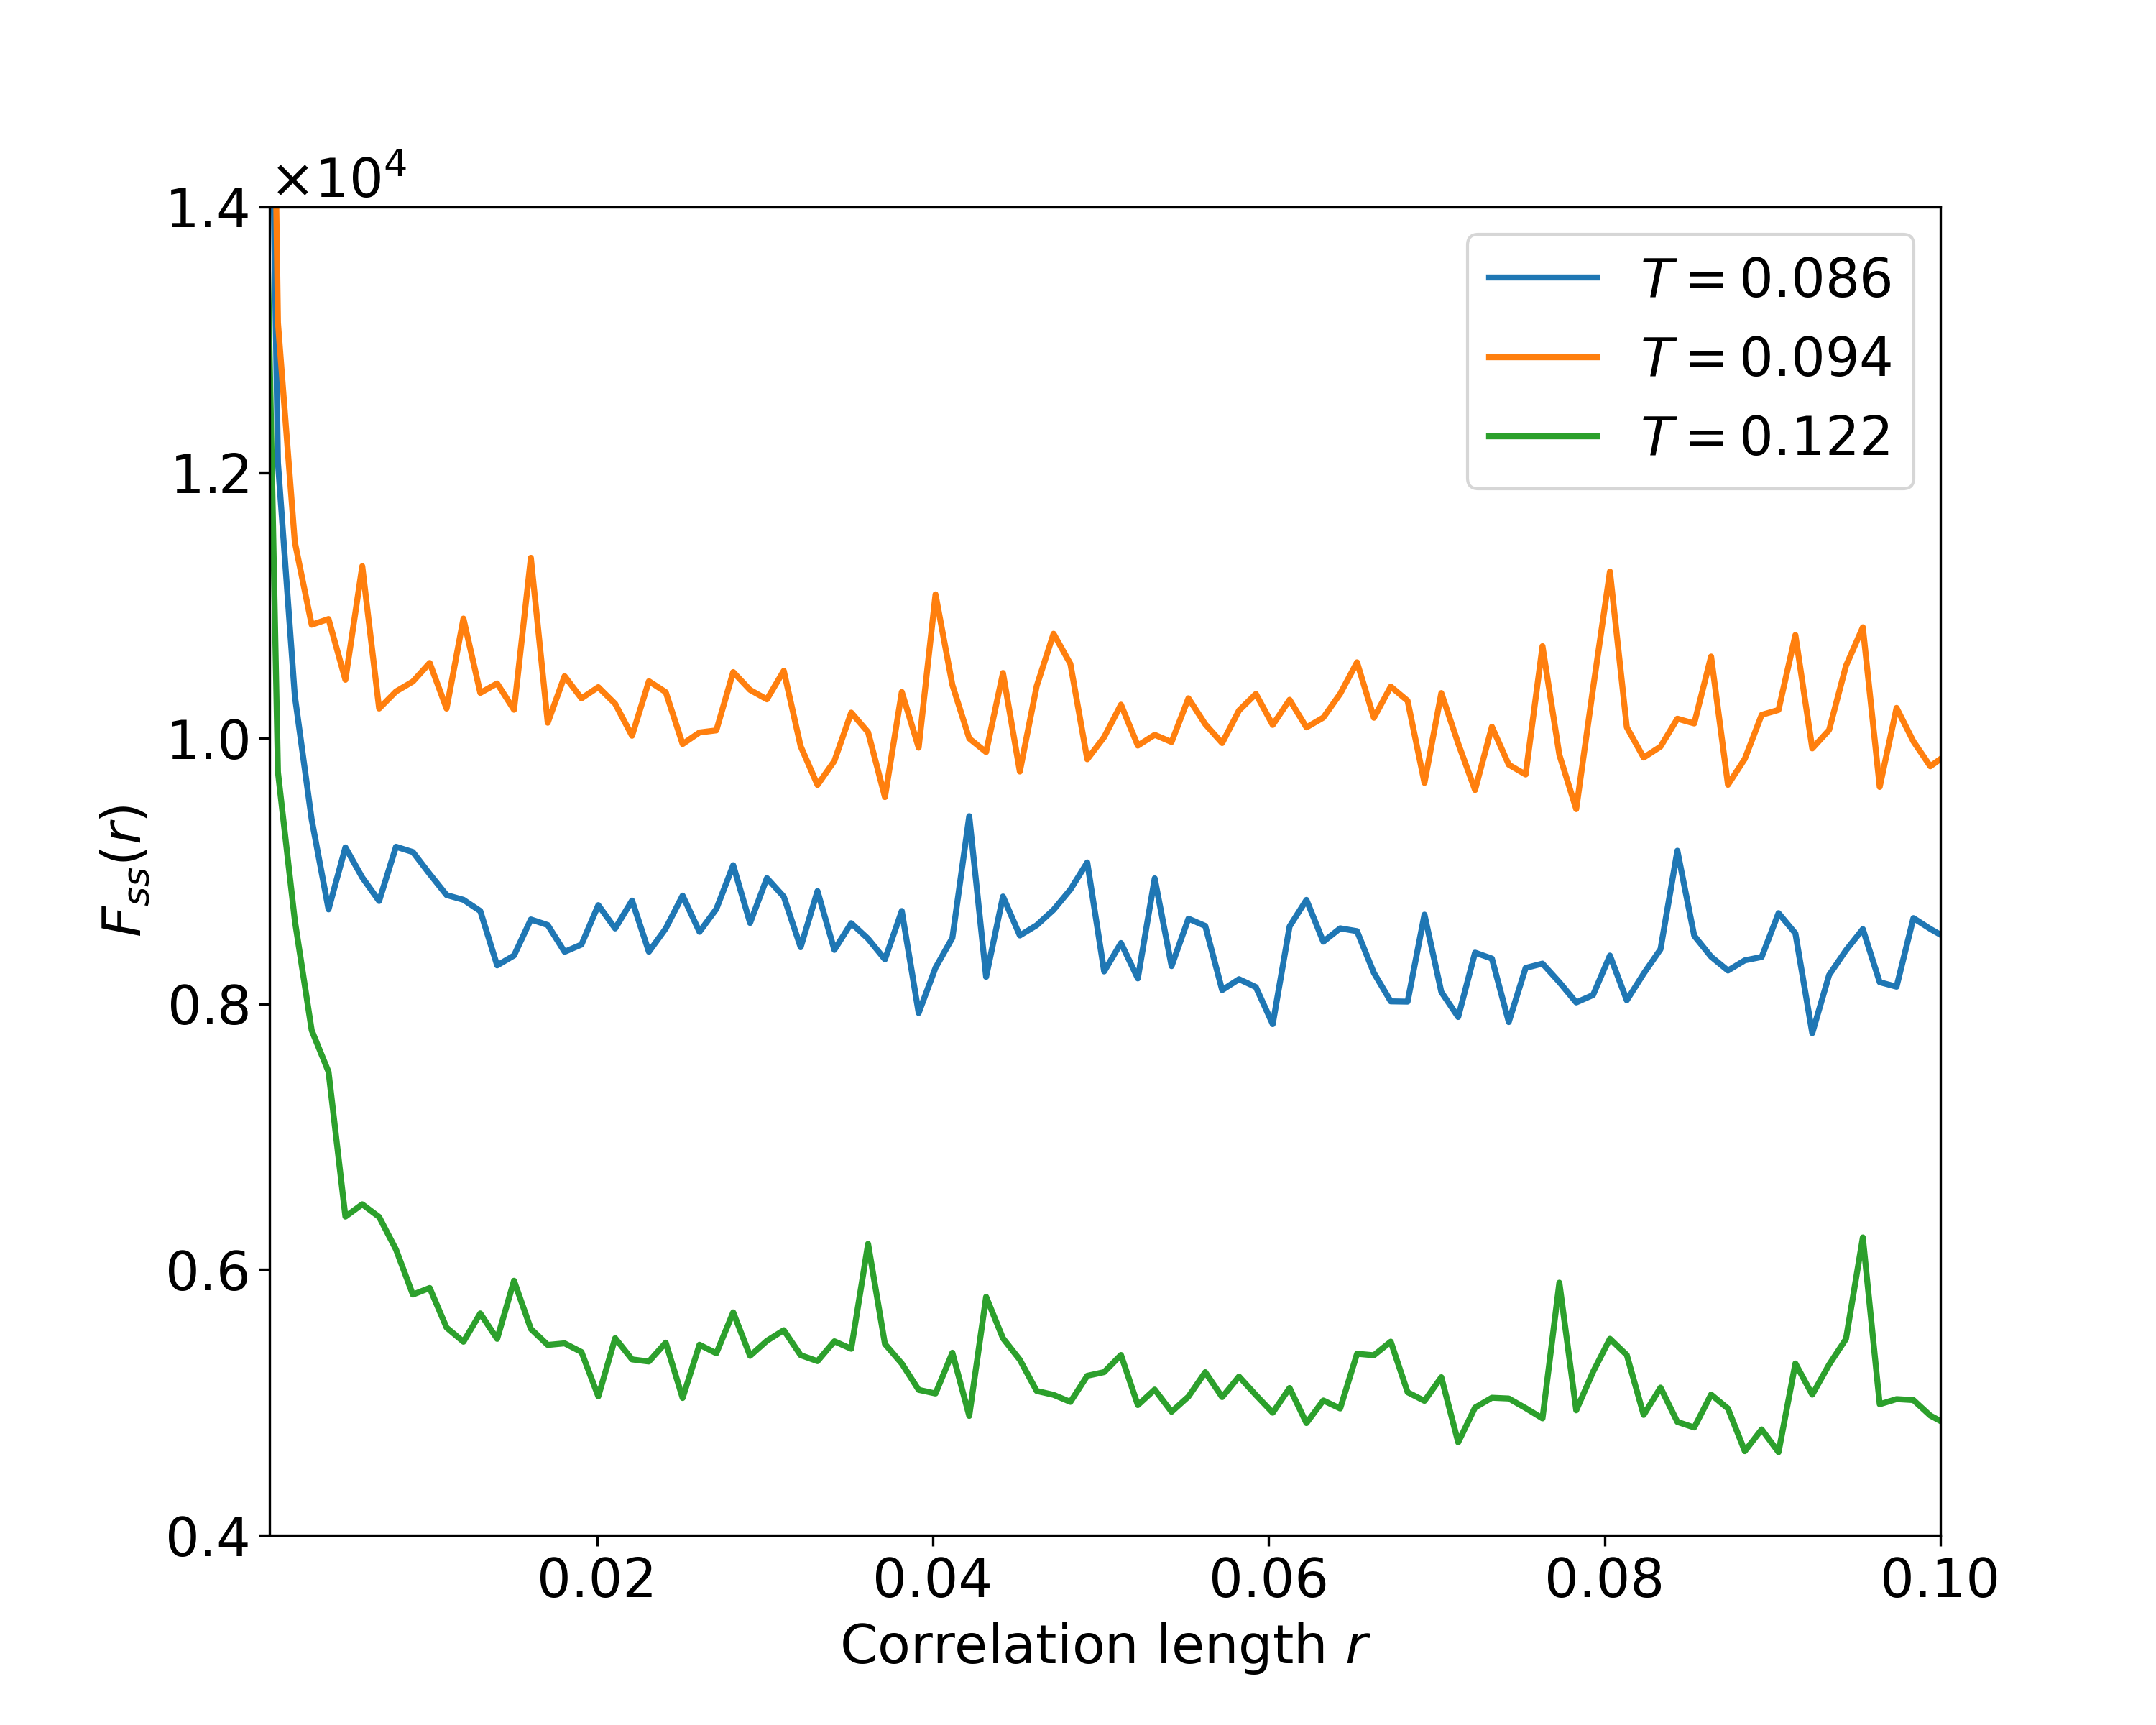 ×10⁴
1.4
1.2
1.0
0.8
0.6
0.4
F_ss(r)
T = 0.086
T = 0.094
T = 0.122
0.02 0.04 0.06 0.08 0.10
Correlation length r